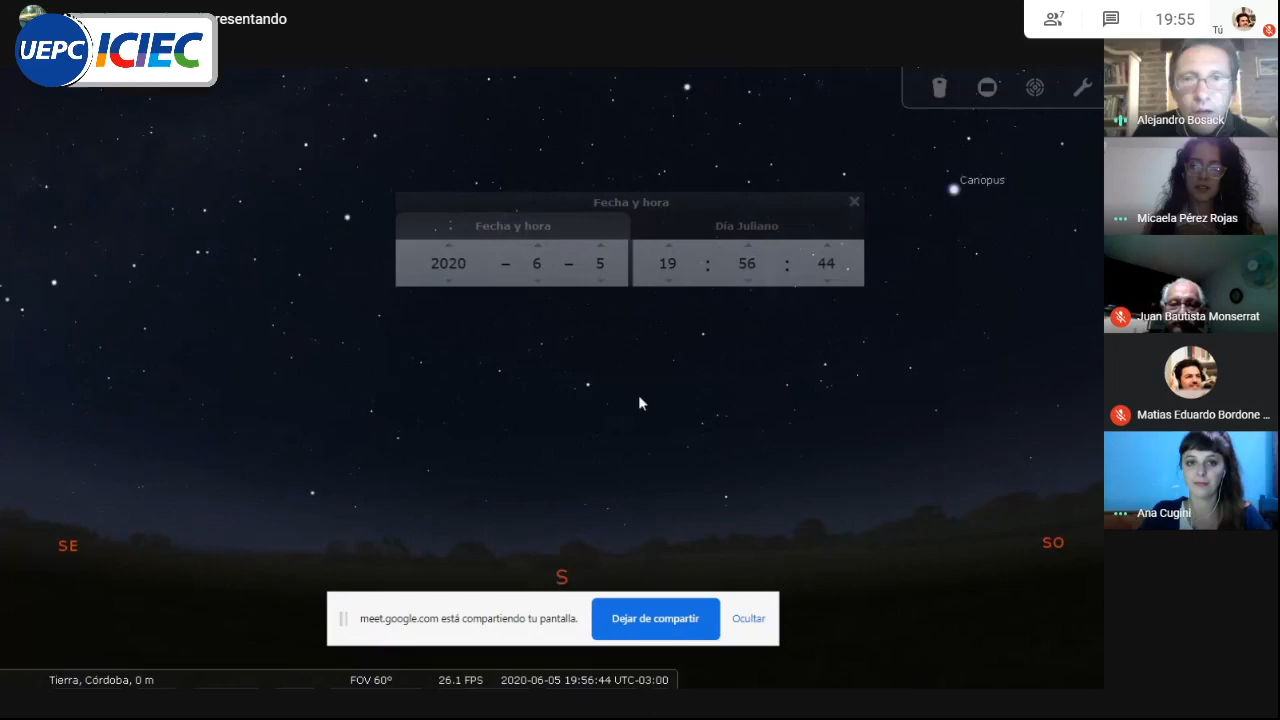 presentando
UEPC ICIEC
7
19:55
Tú
Alejandro Bosack
Canopus
Fecha y hora
Fecha y hora
Día Juliano
2020 – 6 – 5 19 : 56 : 44
Micaela Pérez Rojas
Juan Bautista Monserrat
Matias Eduardo Bordone ...
Ana Cugini
SE
S
SO
meet.google.com está compartiendo tu pantalla.
Dejar de compartir
Ocultar
Tierra, Córdoba, 0 m
FOV 60°
26.1 FPS
2020-06-05 19:56:44 UTC-03:00